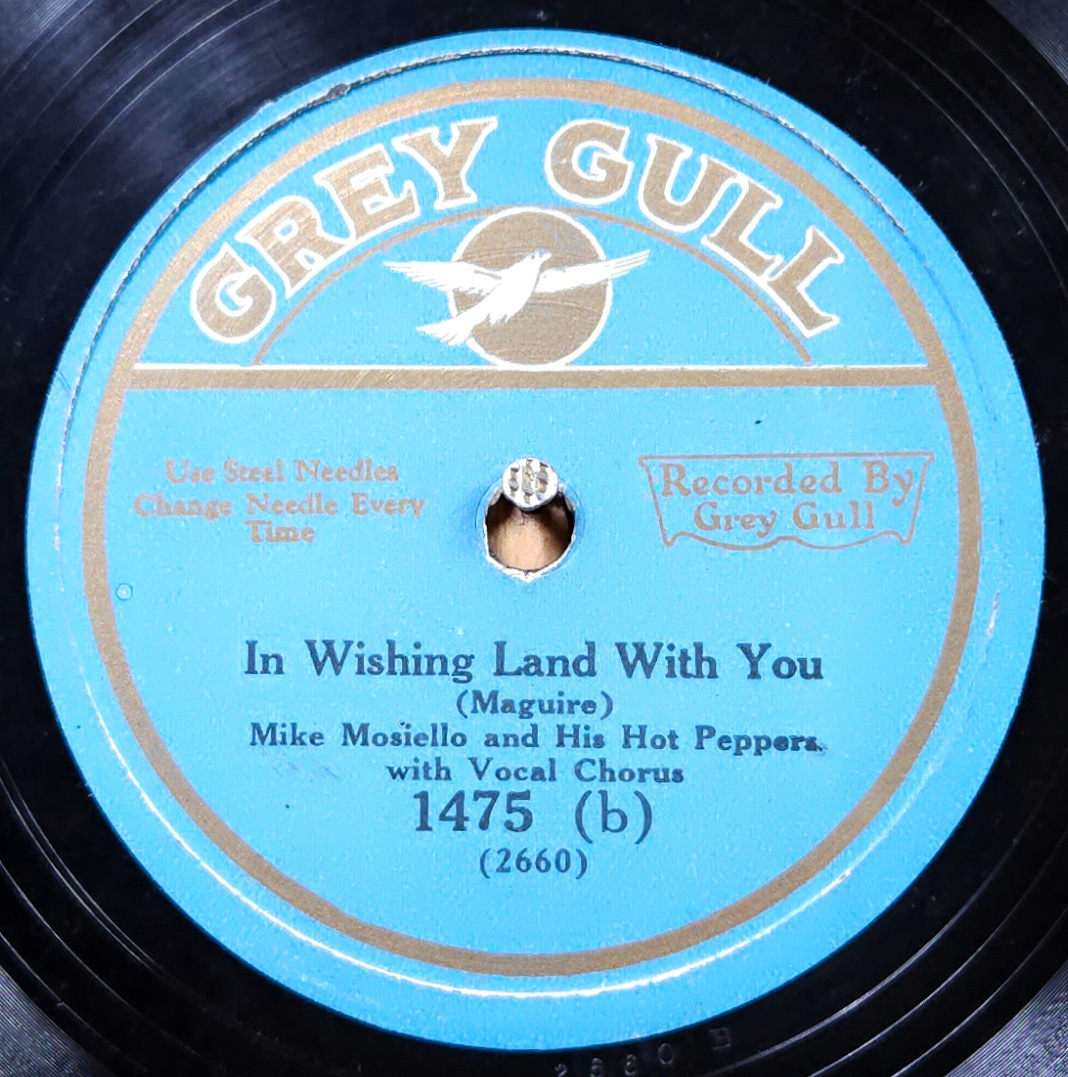 GREY GULL
Use Steel Needles
Change Needle Every
Time
Recorded By
Grey Gull
In Wishing Land With You
(Maguire)
Mike Mosiello and His Hot Peppers
with Vocal Chorus
1475 (b)
(2660)
2660